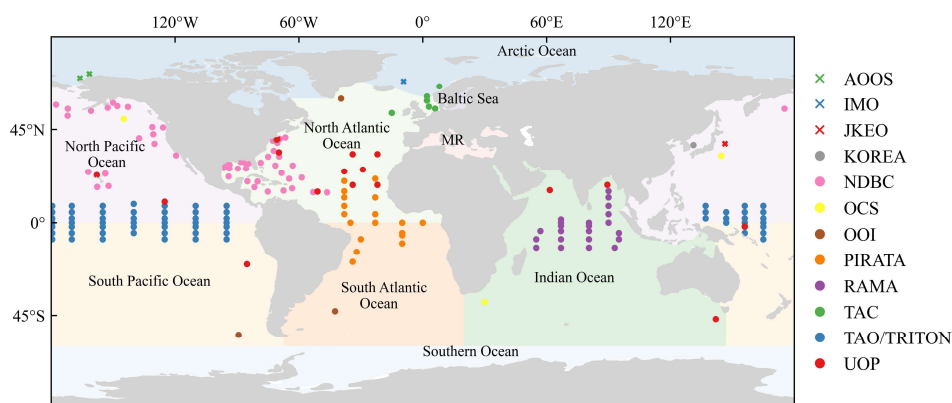 120°W 60°W 0° 60°E 120°E
Arctic Ocean
Baltic Sea
45°N
North Atlantic
Ocean
MR
North Pacific
Ocean
0°
South Pacific Ocean
South Atlantic
Ocean
Indian Ocean
45°S
Southern Ocean
AOOS
IMO
JKEO
KOREA
NDBC
OCS
OOI
PIRATA
RAMA
TAC
TAO/TRITON
UOP